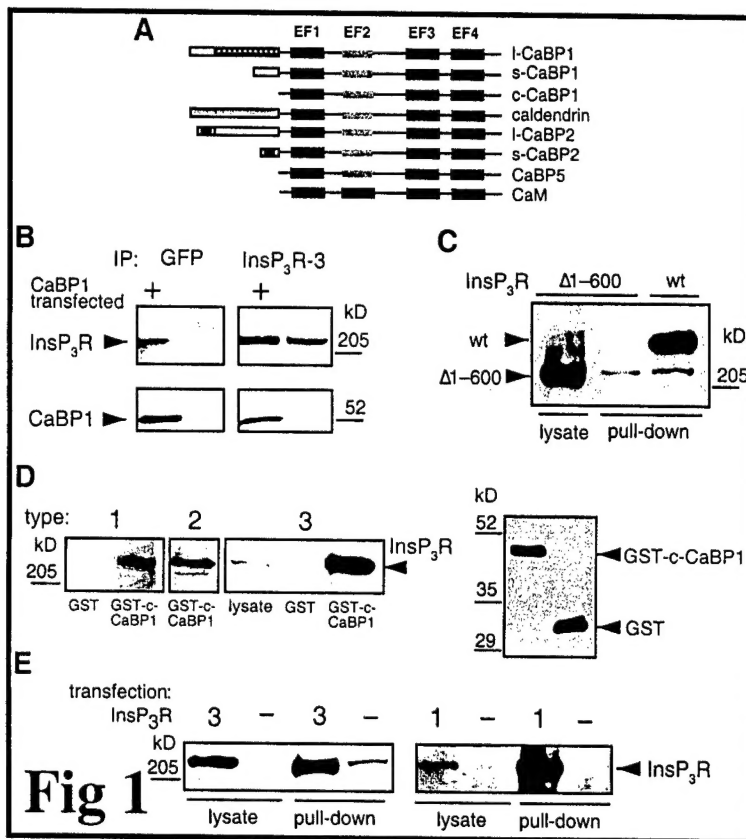 A
EF1 EF2 EF3 EF4
l-CaBP1
s-CaBP1
c-CaBP1
caldendrin
l-CaBP2
s-CaBP2
CaBP5
CaM
B
IP: GFP InsP3R-3
CaBP1 transfected + +
kD
InsP3R 205
CaBP1 52
C
InsP3R Δ1-600 wt
wt kD
Δ1-600 205
lysate pull-down
D
type: 1 2 3
kD InsP3R
205
GST GST-c-CaBP1 GST-c-CaBP1 lysate GST GST-c-CaBP1
kD
52
GST-c-CaBP1
35
GST
29
E
transfection:
InsP3R 3 – 3 – 1 – 1 –
kD
205 InsP3R
lysate pull-down lysate pull-down
Fig 1